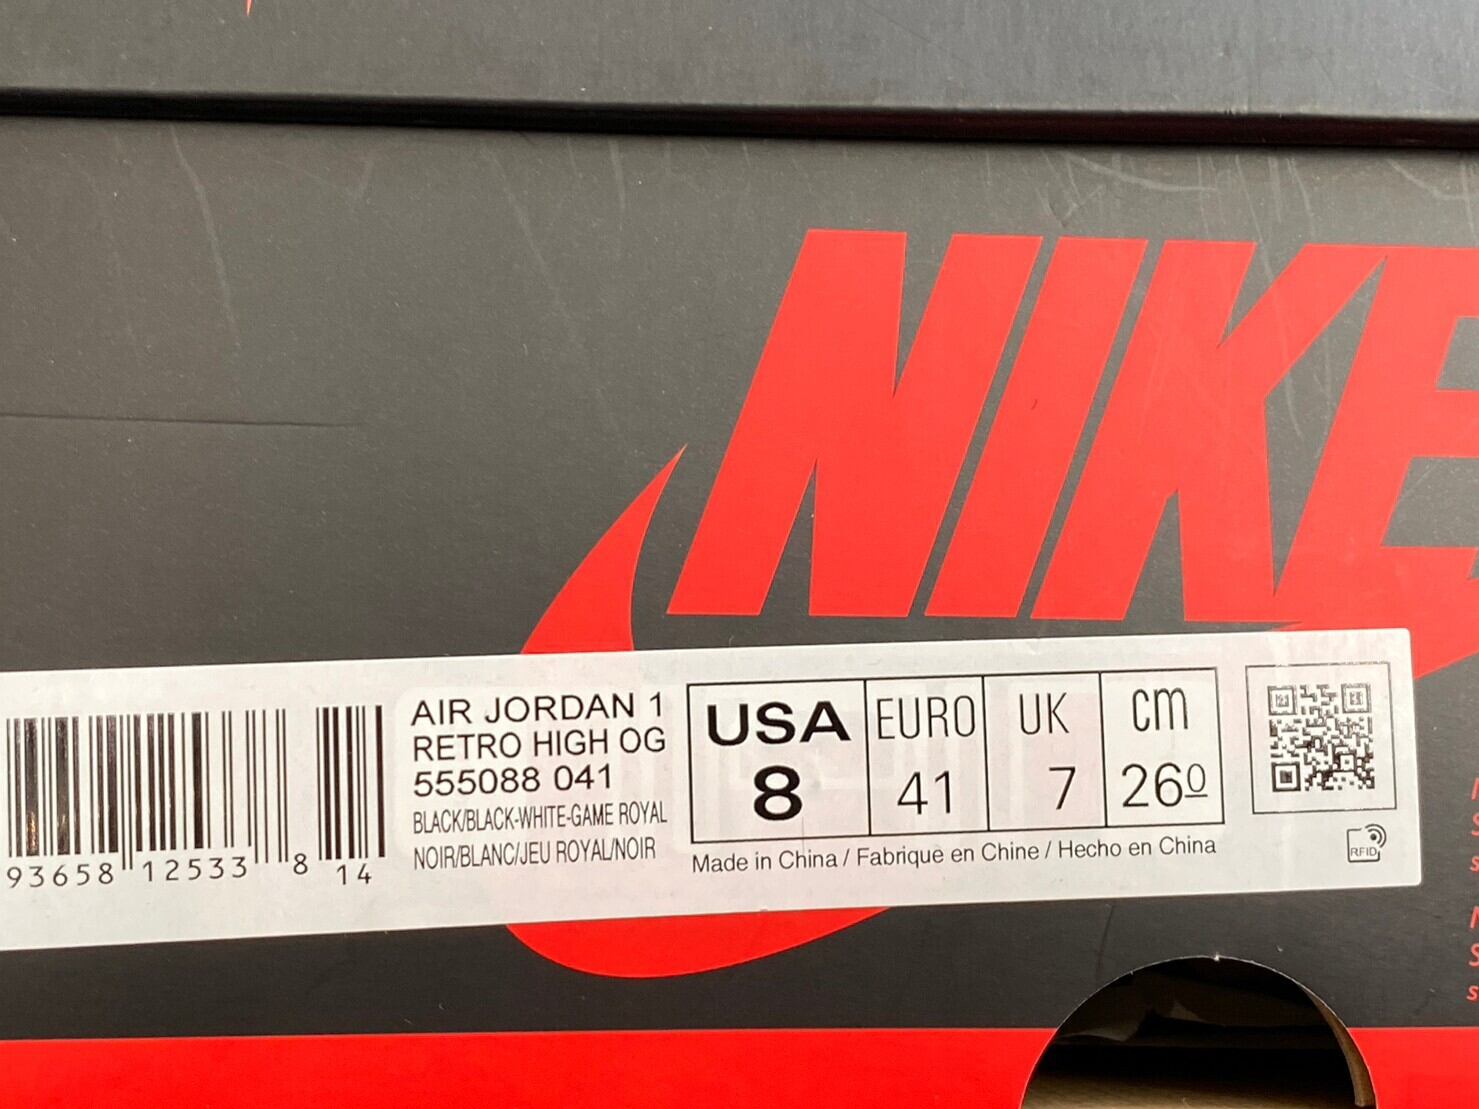 NIKE
AIR JORDAN 1
RETRO HIGH OG
555088 041
BLACK/BLACK-WHITE-GAME ROYAL
NOIR/BLANC/JEU ROYAL/NOIR
93658 12533 8 14
USA EURO UK cm
8 41 7 260
Made in China / Fabrique en Chine / Hecho en China
RFID